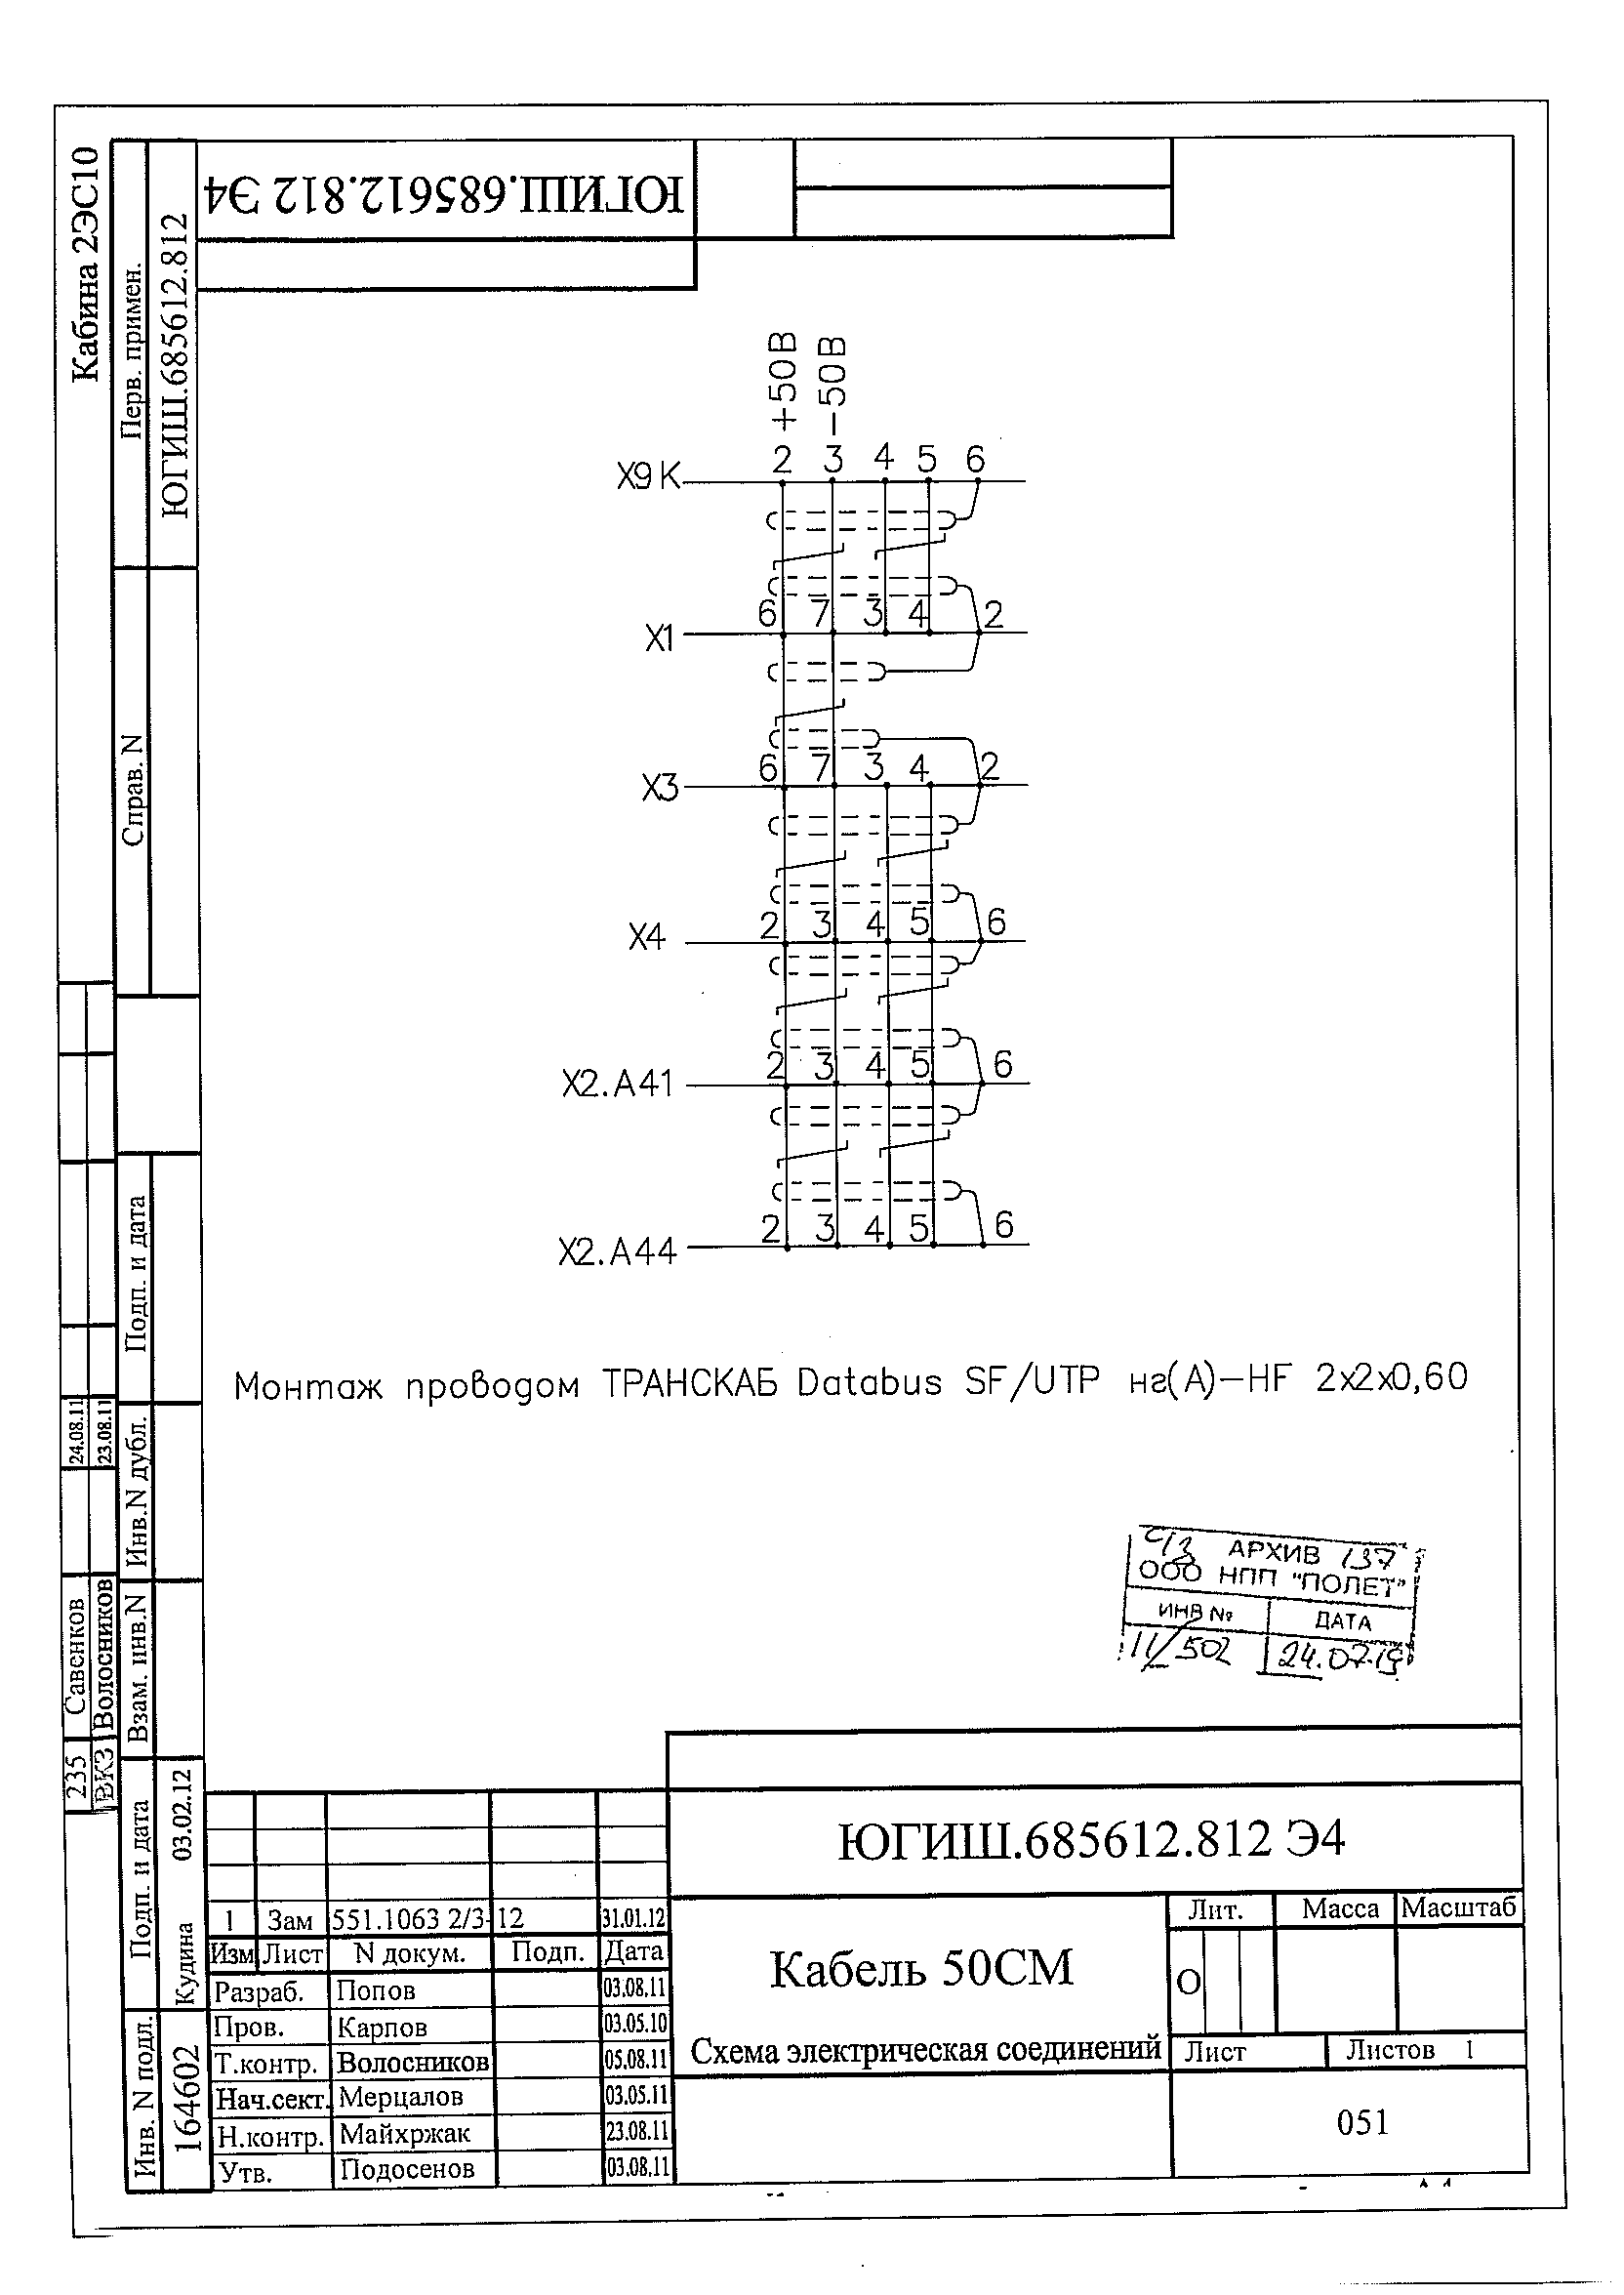 Кабина 2ЭС10
Перв. примен.
ЮГИШ.685612.812
ЮГИШ.685612.812 Э4
Справ. N
+50В
-50В
2 3 4 5 6
X9 K
6 7 3 4 2
X1
6 7 3 4 2
X3
2 3 4 5 6
X4
2 3 4 5 6
X2.A41
2 3 4 5 6
X2.A44
Монтаж проводом ТРАНСКАБ Databus SF/UTP нг(А)-HF 2x2x0,60
Подп. и дата
24.08.11
23.08.11
Инв.N дубл.
Савенков
Волосников
Взам. инв.N
235
ВКЗ
Подп. и дата
Кудина 03.02.12
Инв. N подл.
164602
АРХИВ 137
ООО НПП "ПОЛЕТ"
ИНВ № ДАТА
11/502 24.07.19
ЮГИШ.685612.812 Э4
1 Зам 551.1063 2/3-12 31.01.12
Изм Лист N докум. Подп. Дата
Разраб. Попов 03.08.11
Пров. Карпов 03.05.10
Т.контр. Волосников 05.08.11
Нач.сект. Мерцалов 03.05.11
Н.контр. Майхржак 23.08.11
Утв. Подосенов 03.08.11
Кабель 50СМ
Схема электрическая соединений
Лит. Масса Масштаб
О
Лист Листов 1
051